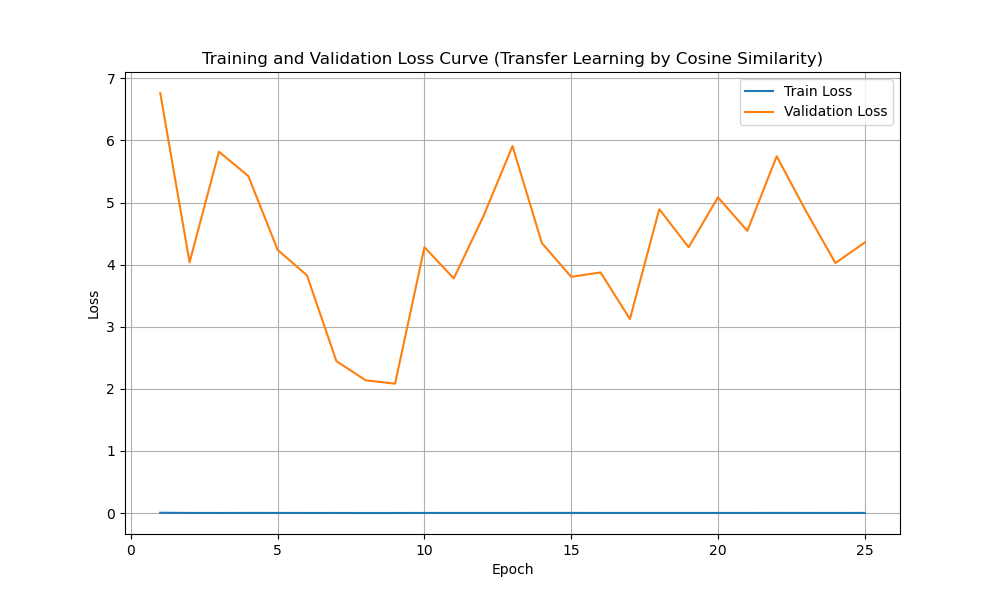 Training and Validation Loss Curve (Transfer Learning by Cosine Similarity)
Train Loss
Validation Loss
7
6
5
4
3
2
1
0
Loss
0 5 10 15 20 25
Epoch